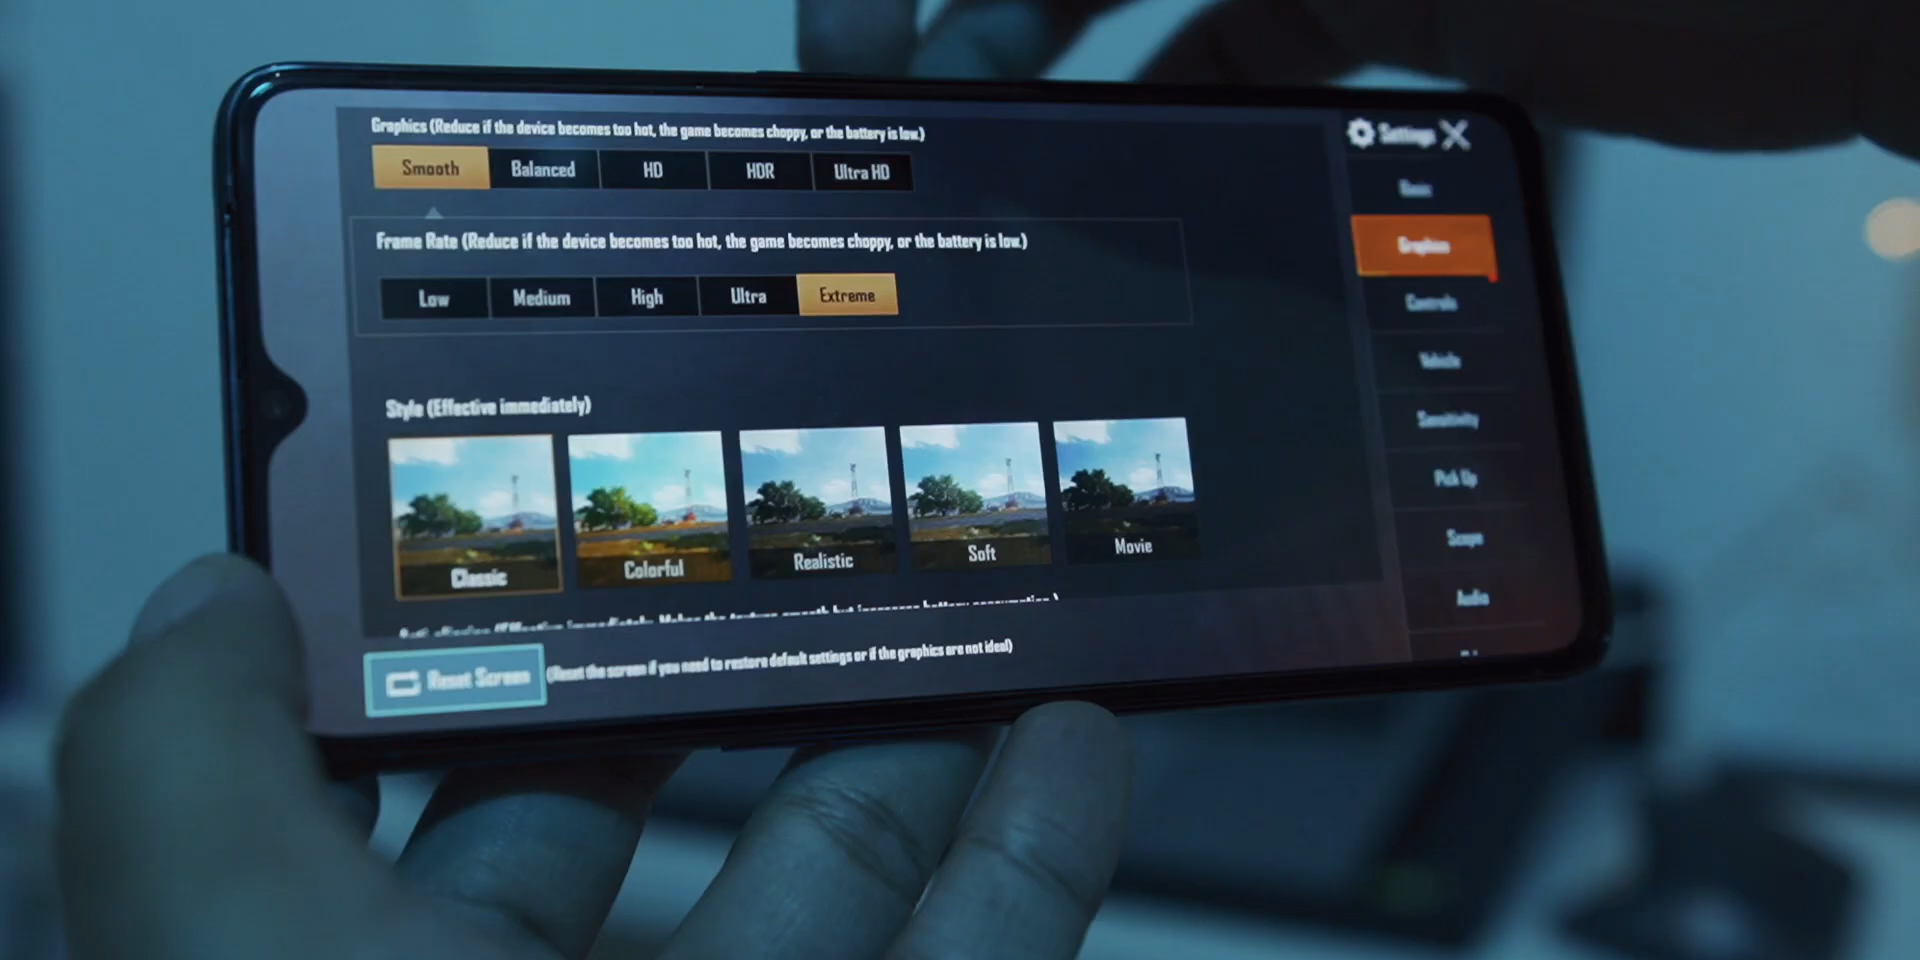 Graphics (Reduce if the device becomes too hot, the game becomes choppy, or the battery is low.)
Smooth Balanced HD HDR Ultra HD
Frame Rate (Reduce if the device becomes too hot, the game becomes choppy, or the battery is low.)
Low Medium High Ultra Extreme
Style (Effective immediately)
Classic Colorful Realistic Soft Movie
Reset Screen (Reset the screen if you need to restore default settings or if the graphics are not ideal)
Settings
Basic
Graphics
Controls
Vehicle
Sensitivity
Pick Up
Scope
Audio